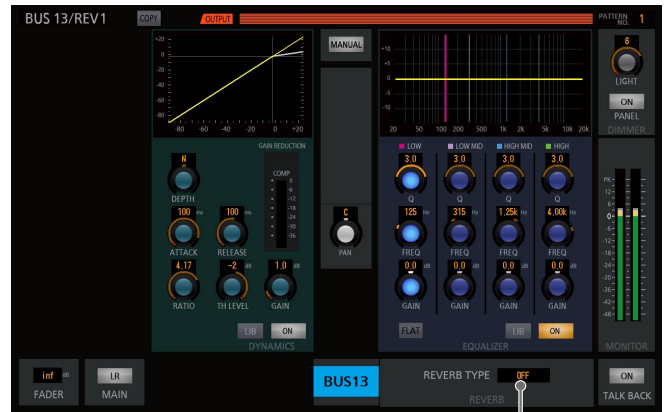 BUS 13/REV1 COPY OUTPUT PATTERN NO. 1
+20
0
-20
-40
-60
-80
-80 -60 -40 -20 0 +20
GAIN REDUCTION
N
DEPTH
COMP
0
-6
-12
-18
-24
-30
-36
100 ms 100 ms
ATTACK RELEASE
4.17 -2 dB 1.0 dB
RATIO TH LEVEL GAIN
LIB ON
DYNAMICS
MANUAL
C
PAN
+10
+5
0
-5
-10
20 50 100 200 500 1k 2k 5k 10k 20k
LOW LOW MID HIGH MID HIGH
3.0 3.0 3.0 3.0
Q Q Q Q
125 Hz 315 Hz 1.25k Hz 4.00k Hz
FREQ FREQ FREQ FREQ
0.0 dB 0.0 dB 0.0 dB 0.0 dB
GAIN GAIN GAIN GAIN
FLAT LIB ON
EQUALIZER
6
LIGHT
ON
PANEL
DIMMER
PK
12
6
0
-6
-12
-18
-24
-30
-36
-42
-48
MONITOR
inf dB
FADER
LR
MAIN
BUS13
REVERB TYPE OFF
REVERB
ON
TALK BACK